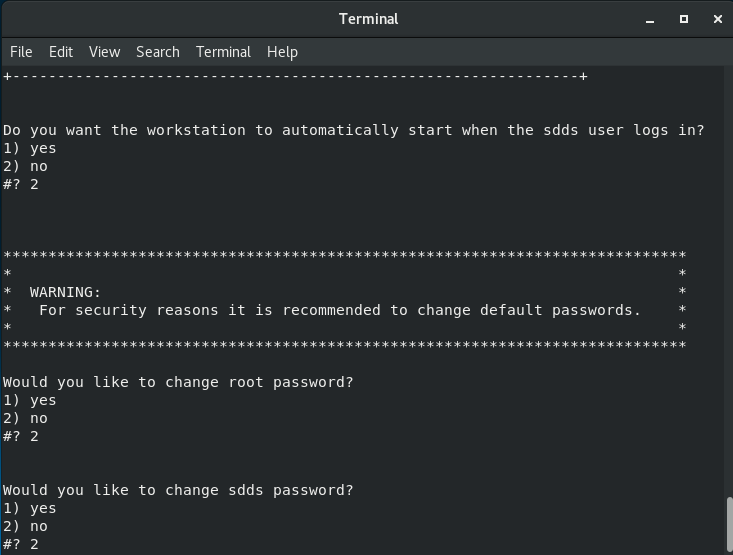 Terminal
File Edit View Search Terminal Help
+---------------------------------------------------------------+
Do you want the workstation to automatically start when the sdds user logs in?
1) yes
2) no
#? 2
****************************************************************************
* *
* WARNING: *
* For security reasons it is recommended to change default passwords. *
* *
****************************************************************************
Would you like to change root password?
1) yes
2) no
#? 2
Would you like to change sdds password?
1) yes
2) no
#? 2